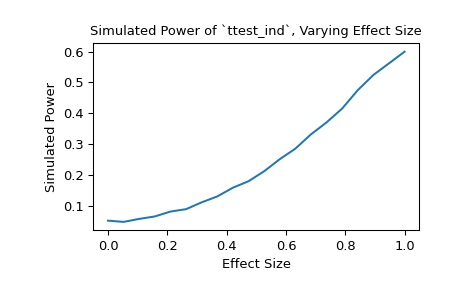 Simulated Power of `ttest_ind`, Varying Effect Size
0.6
0.5
0.4
0.3
0.2
0.1
Simulated Power
0.0 0.2 0.4 0.6 0.8 1.0
Effect Size